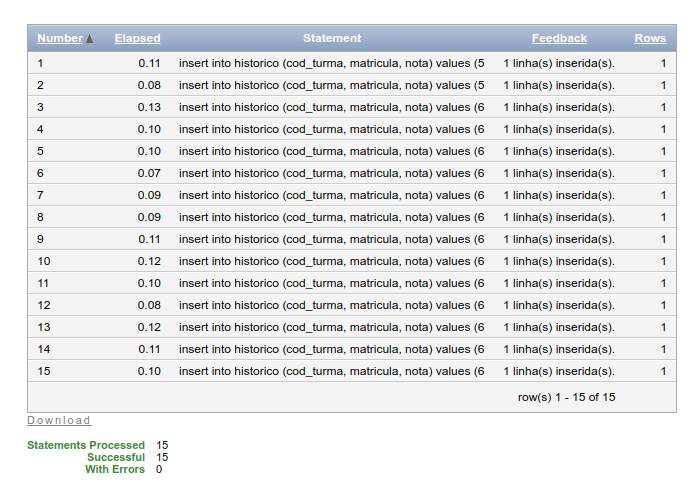 Number Elapsed Statement Feedback Rows
1 0.11 insert into historico (cod_turma, matricula, nota) values (5 1 linha(s) inserida(s). 1
2 0.08 insert into historico (cod_turma, matricula, nota) values (5 1 linha(s) inserida(s). 1
3 0.13 insert into historico (cod_turma, matricula, nota) values (6 1 linha(s) inserida(s). 1
4 0.10 insert into historico (cod_turma, matricula, nota) values (6 1 linha(s) inserida(s). 1
5 0.10 insert into historico (cod_turma, matricula, nota) values (6 1 linha(s) inserida(s). 1
6 0.07 insert into historico (cod_turma, matricula, nota) values (6 1 linha(s) inserida(s). 1
7 0.09 insert into historico (cod_turma, matricula, nota) values (6 1 linha(s) inserida(s). 1
8 0.09 insert into historico (cod_turma, matricula, nota) values (6 1 linha(s) inserida(s). 1
9 0.11 insert into historico (cod_turma, matricula, nota) values (6 1 linha(s) inserida(s). 1
10 0.12 insert into historico (cod_turma, matricula, nota) values (6 1 linha(s) inserida(s). 1
11 0.10 insert into historico (cod_turma, matricula, nota) values (6 1 linha(s) inserida(s). 1
12 0.08 insert into historico (cod_turma, matricula, nota) values (6 1 linha(s) inserida(s). 1
13 0.12 insert into historico (cod_turma, matricula, nota) values (6 1 linha(s) inserida(s). 1
14 0.11 insert into historico (cod_turma, matricula, nota) values (6 1 linha(s) inserida(s). 1
15 0.10 insert into historico (cod_turma, matricula, nota) values (6 1 linha(s) inserida(s). 1
row(s) 1 - 15 of 15
Download
Statements Processed 15
Successful 15
With Errors 0